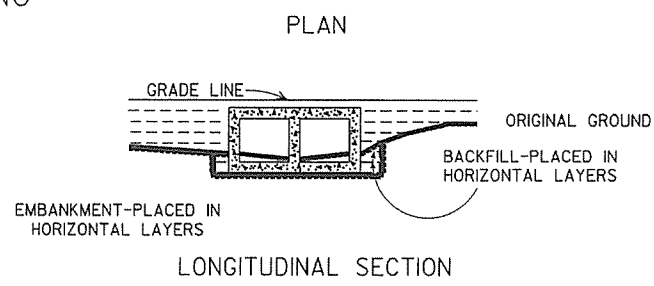 PLAN
GRADE LINE
ORIGINAL GROUND
BACKFILL-PLACED IN
HORIZONTAL LAYERS
EMBANKMENT-PLACED IN
HORIZONTAL LAYERS
LONGITUDINAL SECTION